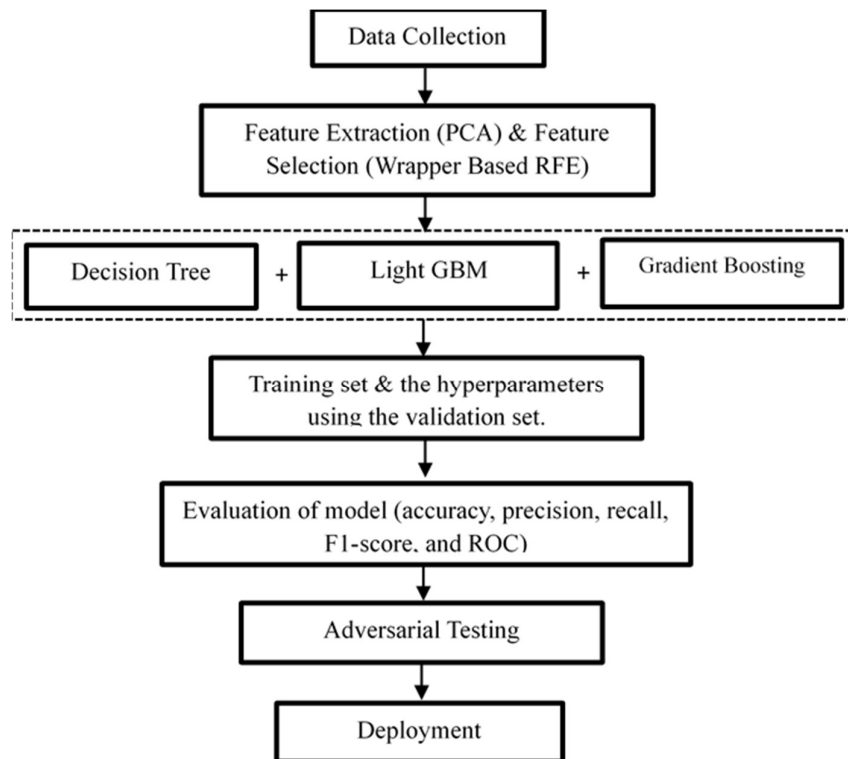 Data Collection
Feature Extraction (PCA) & Feature
Selection (Wrapper Based RFE)
Decision Tree + Light GBM + Gradient Boosting
Training set & the hyperparameters
using the validation set.
Evaluation of model (accuracy, precision, recall,
F1-score, and ROC)
Adversarial Testing
Deployment